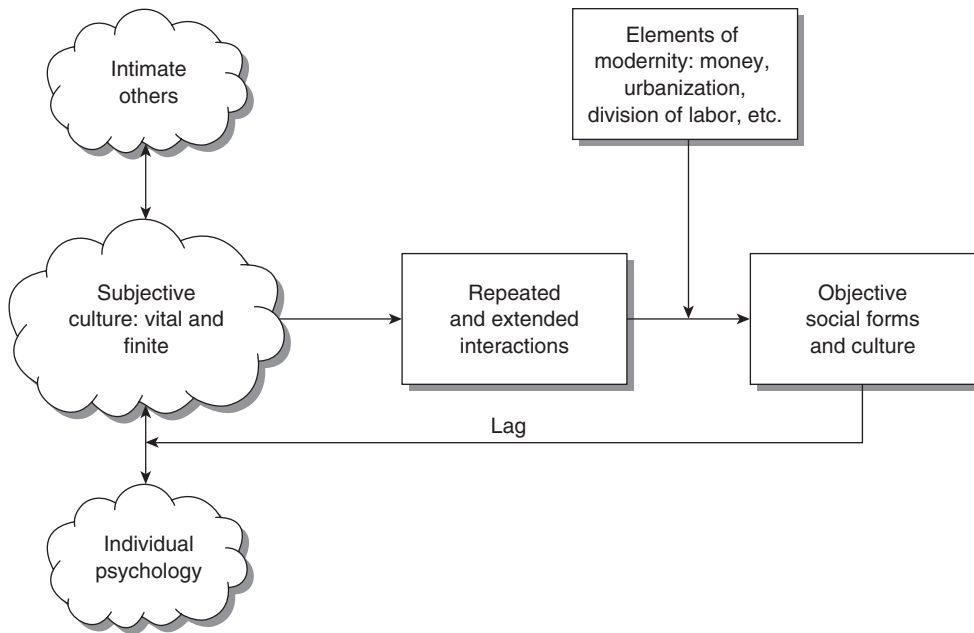 Intimate
others
Elements of
modernity: money,
urbanization,
division of labor, etc.
Subjective
culture: vital and
finite
Repeated
and extended
interactions
Objective
social forms
and culture
Lag
Individual
psychology